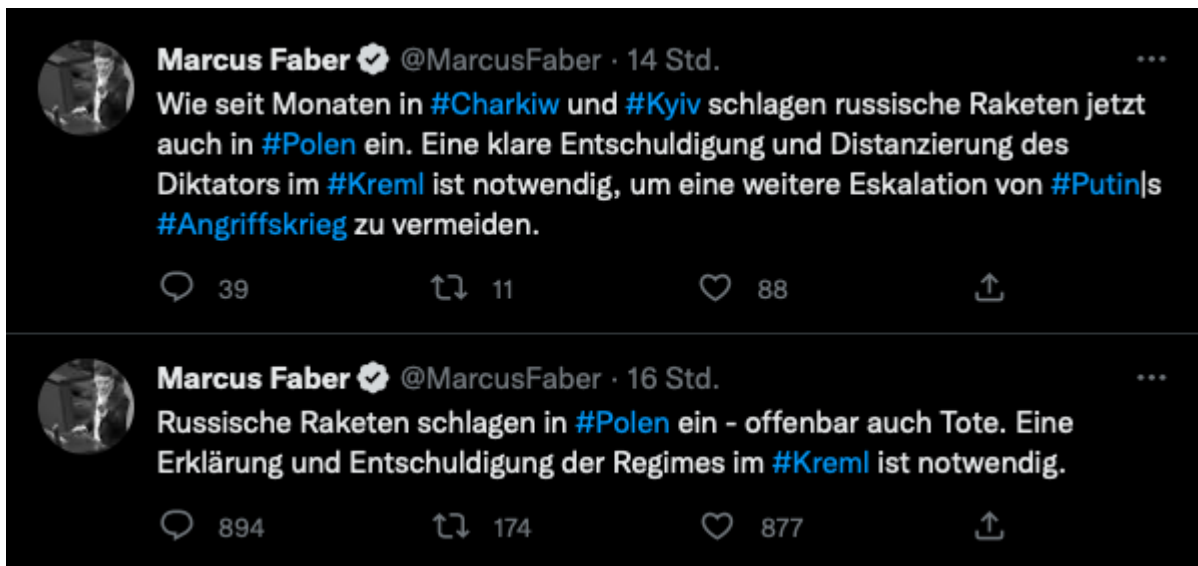 Marcus Faber @MarcusFaber · 14 Std.
Wie seit Monaten in #Charkiw und #Kyiv schlagen russische Raketen jetzt
auch in #Polen ein. Eine klare Entschuldigung und Distanzierung des
Diktators im #Kreml ist notwendig, um eine weitere Eskalation von #Putin|s
#Angriffskrieg zu vermeiden.
39 11 88
Marcus Faber @MarcusFaber · 16 Std.
Russische Raketen schlagen in #Polen ein - offenbar auch Tote. Eine
Erklärung und Entschuldigung der Regimes im #Kreml ist notwendig.
894 174 877